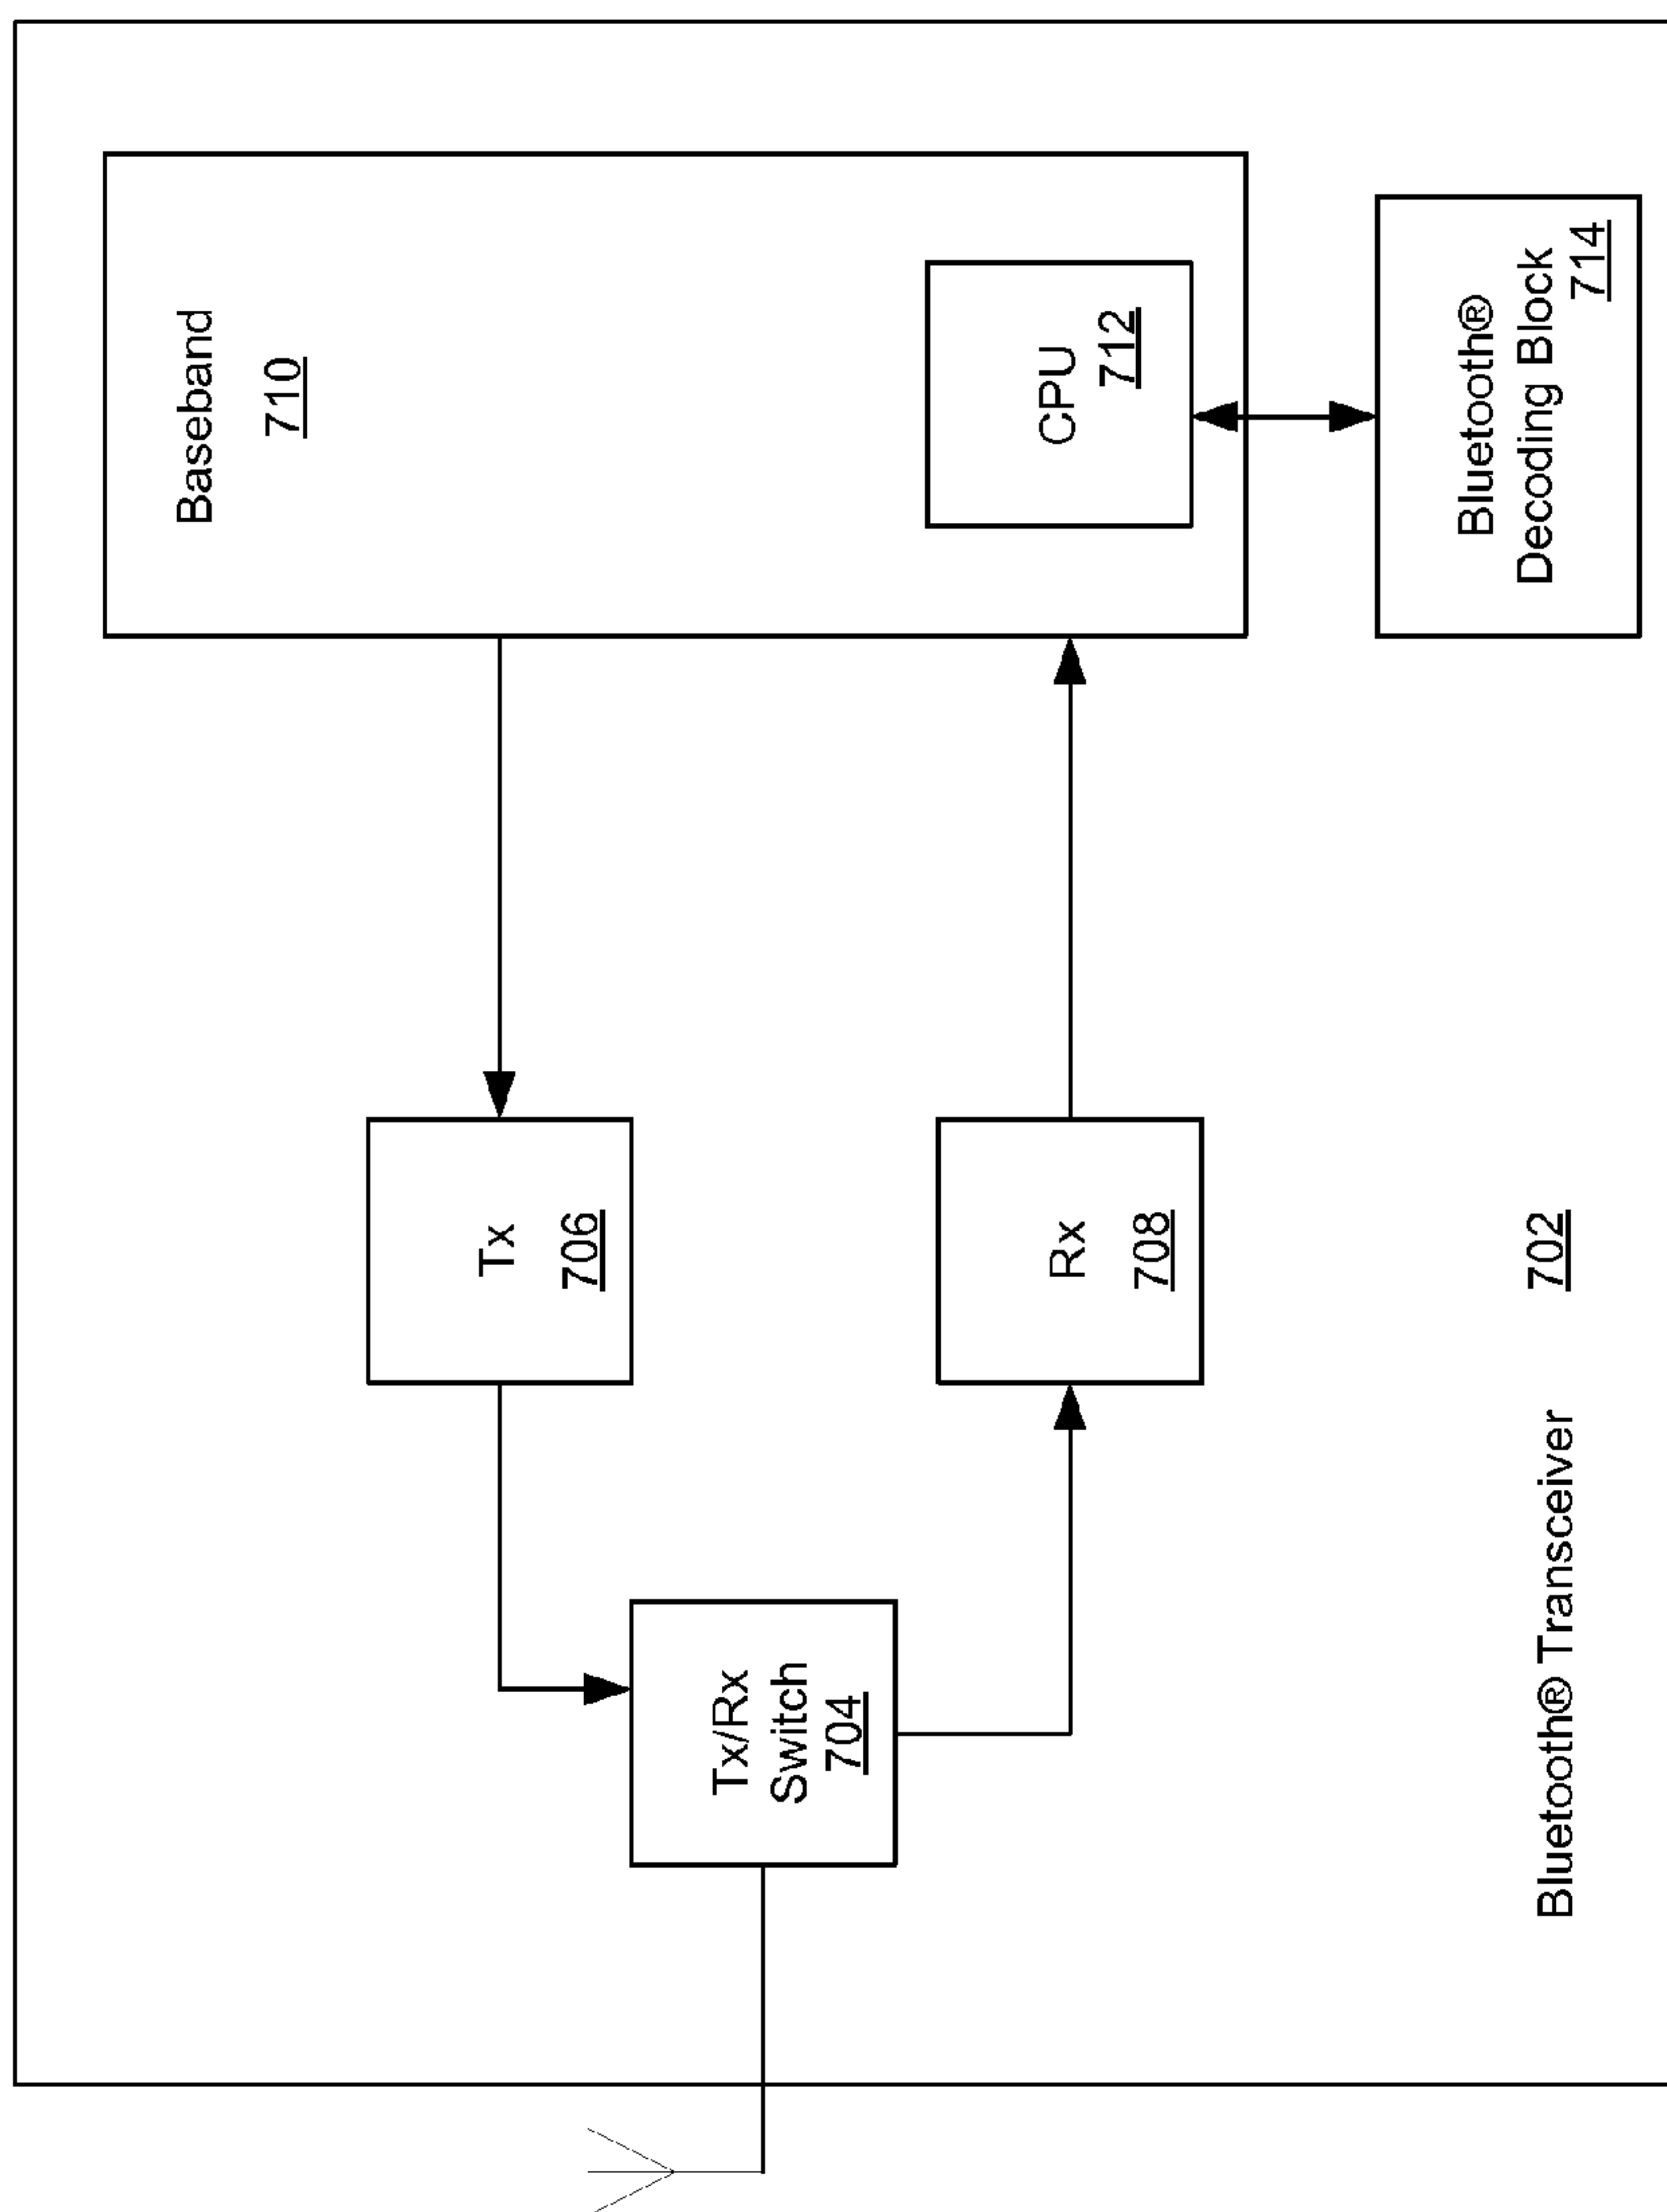 Baseband
710
CPU
712
Bluetooth®
Decoding Block
714
Tx
706
Rx
708
Tx/Rx
Switch
704
Bluetooth® Transceiver 702